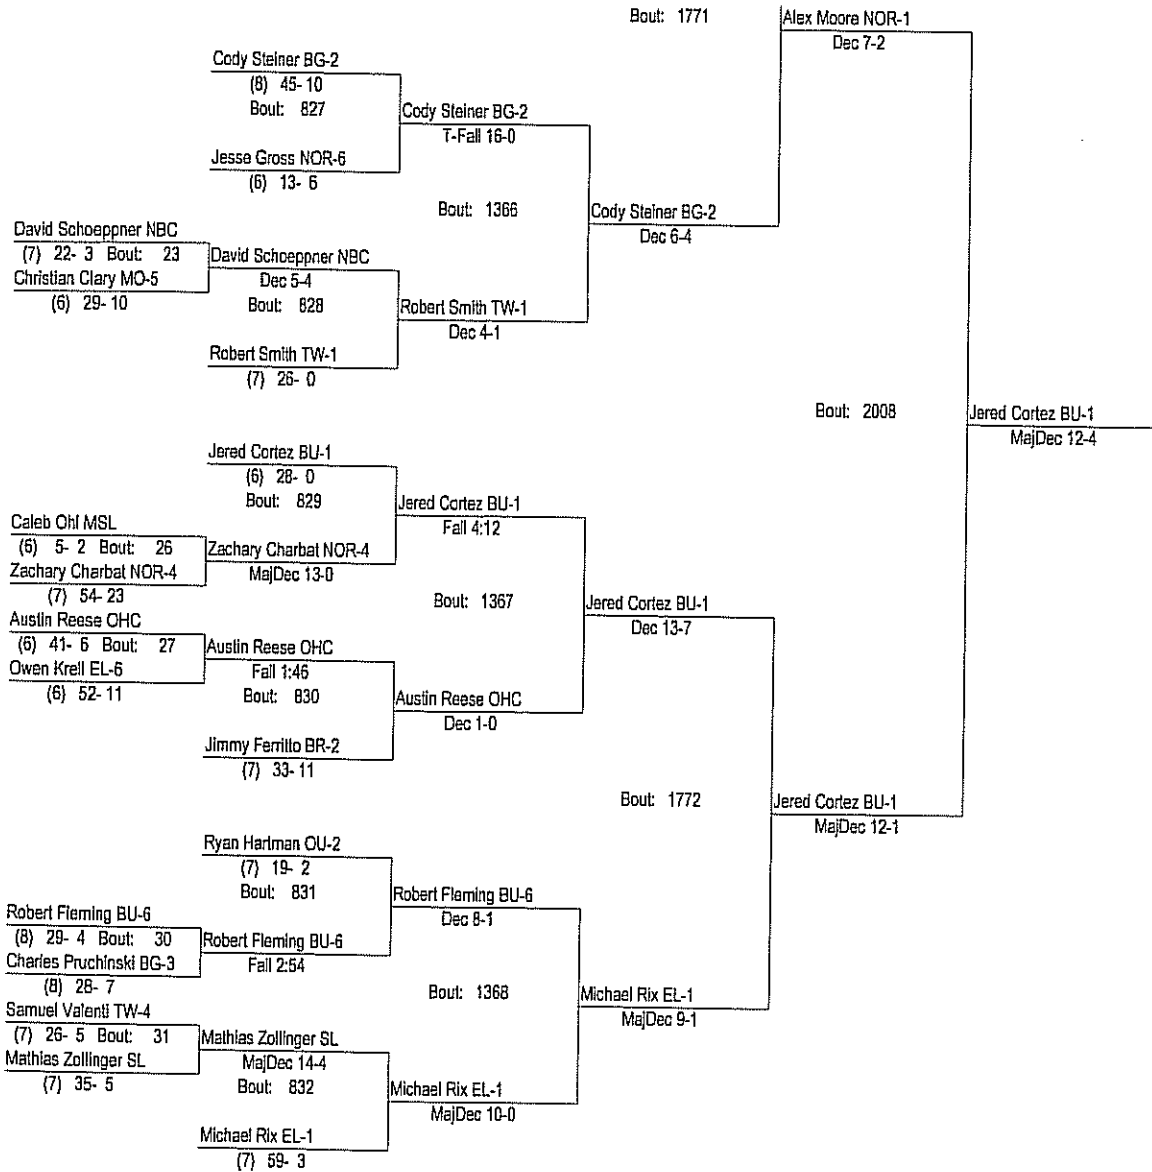 Bout: 1771
Alex Moore NOR-1
Dec 7-2
Cody Steiner BG-2
(8) 45- 10
Bout: 827
Cody Steiner BG-2
T-Fall 16-0
Jesse Gross NOR-6
(6) 13- 6
Bout: 1366
Cody Steiner BG-2
Dec 6-4
David Schoeppner NBC
(7) 22- 3 Bout: 23
David Schoeppner NBC
Christian Clary MO-5
Dec 5-4
(6) 29- 10
Bout: 828
Robert Smith TW-1
Dec 4-1
Robert Smith TW-1
(7) 26- 0
Bout: 2008
Jered Cortez BU-1
MajDec 12-4
Jered Cortez BU-1
(6) 28- 0
Bout: 829
Jered Cortez BU-1
Fall 4:12
Caleb Ohl MSL
(6) 5- 2 Bout: 26
Zachary Charbat NOR-4
Zachary Charbat NOR-4
MajDec 13-0
(7) 54- 23
Bout: 1367
Jered Cortez BU-1
Dec 13-7
Austin Reese OHC
(6) 41- 6 Bout: 27
Austin Reese OHC
Owen Krell EL-6
Fall 1:46
(6) 52- 11
Bout: 830
Austin Reese OHC
Dec 1-0
Jimmy Ferritto BR-2
(7) 33- 11
Bout: 1772
Jered Cortez BU-1
MajDec 12-1
Ryan Hartman OU-2
(7) 19- 2
Bout: 831
Robert Fleming BU-6
Dec 8-1
Robert Fleming BU-6
(8) 29- 4 Bout: 30
Robert Fleming BU-6
Charles Pruchinski BG-3
Fall 2:54
(8) 28- 7
Bout: 1368
Michael Rix EL-1
MajDec 9-1
Samuel Valenti TW-4
(7) 26- 5 Bout: 31
Mathias Zollinger SL
Mathias Zollinger SL
MajDec 14-4
(7) 35- 5
Bout: 832
Michael Rix EL-1
MajDec 10-0
Michael Rix EL-1
(7) 59- 3